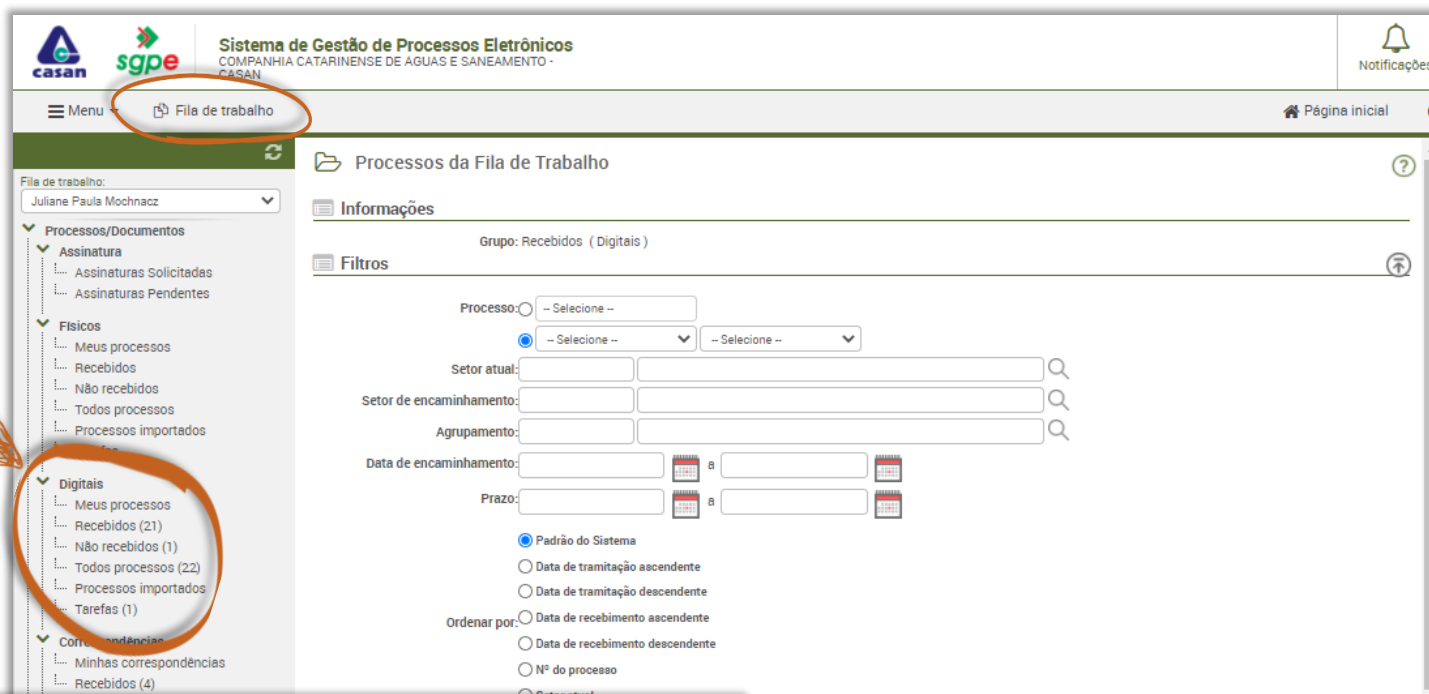 casan
sgpe
Sistema de Gestão de Processos Eletrônicos
COMPANHIA CATARINENSE DE AGUAS E SANEAMENTO -
CASAN
Notificações
Menu
Fila de trabalho
Página inicial
Fila de trabalho:
Juliane Paula Mochnacz
Processos/Documentos
Assinatura
Assinaturas Solicitadas
Assinaturas Pendentes
Físicos
Meus processos
Recebidos
Não recebidos
Todos processos
Processos importados
Digitais
Meus processos
Recebidos (21)
Não recebidos (1)
Todos processos (22)
Processos importados
Tarefas (1)
Correspondências
Minhas correspondências
Recebidos (4)
Processos da Fila de Trabalho
?
Informações
Grupo: Recebidos ( Digitais )
Filtros
Processo: -- Selecione --
-- Selecione -- -- Selecione --
Setor atual:
Setor de encaminhamento:
Agrupamento:
Data de encaminhamento: a
Prazo: a
Ordenar por:
Padrão do Sistema
Data de tramitação ascendente
Data de tramitação descendente
Data de recebimento ascendente
Data de recebimento descendente
Nº do processo